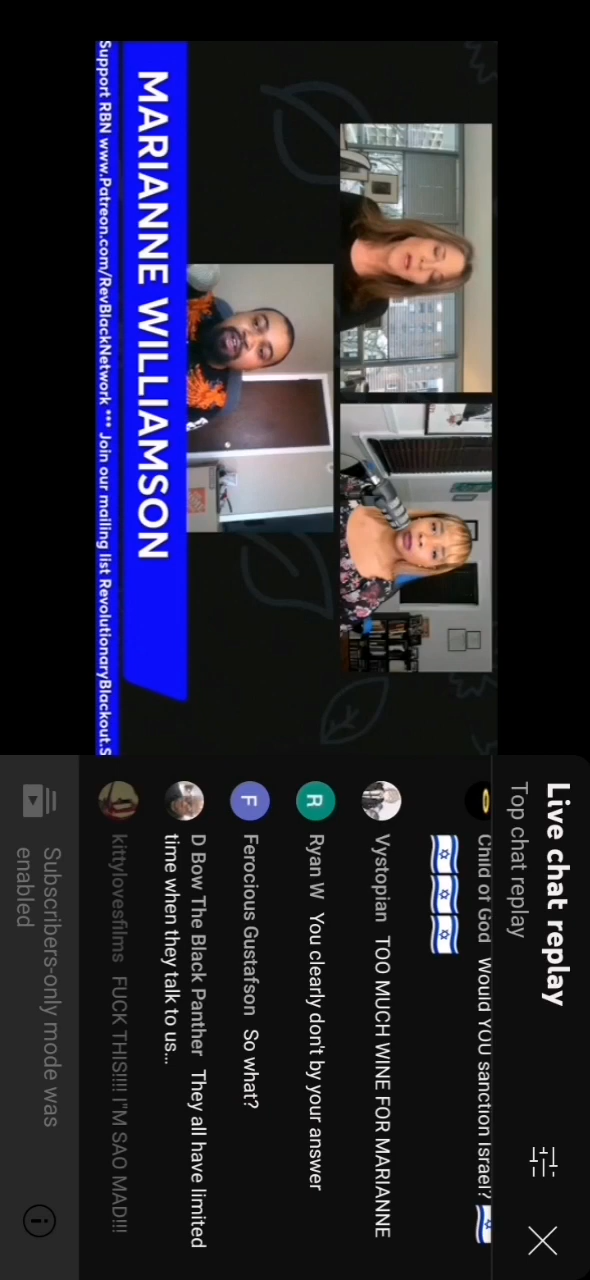 MARIANNE WILLIAMSON
Support RBN www.Patreon.com/RevBlackNetwork *** Join our mailing list RevolutionaryBlackout.S
Live chat replay
Top chat replay
Child of God Would YOU sanction Israel? 🇮🇱
🇮🇱🇮🇱🇮🇱
Vystopian TOO MUCH WINE FOR MARIANNE
R
Ryan W You clearly don't by your answer
F
Ferocious Gustafson So what?
D Bow The Black Panther They all have limited
time when they talk to us...
kittylovesfilms FUCK THIS!!!! I"M SAO MAD!!!
Subscribers-only mode was
enabled